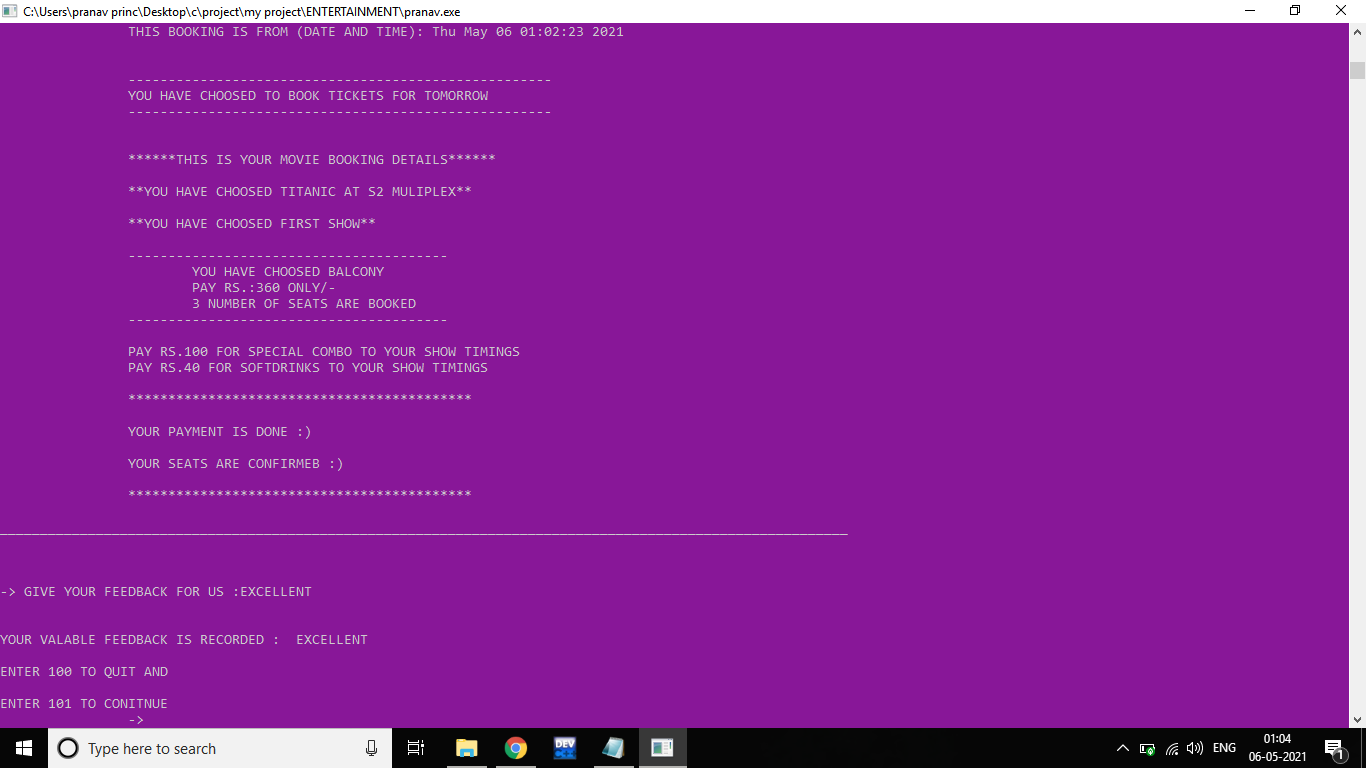 C:\Users\pranav princ\Desktop\c\project\my project\ENTERTAINMENT\pranav.exe
THIS BOOKING IS FROM (DATE AND TIME): Thu May 06 01:02:23 2021
-----------------------------------------------------
YOU HAVE CHOOSED TO BOOK TICKETS FOR TOMORROW
-----------------------------------------------------
******THIS IS YOUR MOVIE BOOKING DETAILS******
**YOU HAVE CHOOSED TITANIC AT S2 MULIPLEX**
**YOU HAVE CHOOSED FIRST SHOW**
----------------------------------------
YOU HAVE CHOOSED BALCONY
PAY RS.:360 ONLY/-
3 NUMBER OF SEATS ARE BOOKED
----------------------------------------
PAY RS.100 FOR SPECIAL COMBO TO YOUR SHOW TIMINGS
PAY RS.40 FOR SOFTDRINKS TO YOUR SHOW TIMINGS
*******************************************
YOUR PAYMENT IS DONE :)
YOUR SEATS ARE CONFIRMEB :)
*******************************************
__________________________________________________________________________________________________________
-> GIVE YOUR FEEDBACK FOR US :EXCELLENT
YOUR VALABLE FEEDBACK IS RECORDED :  EXCELLENT
ENTER 100 TO QUIT AND
ENTER 101 TO CONITNUE
->
Type here to search
DEV
ENG
01:04
06-05-2021
1